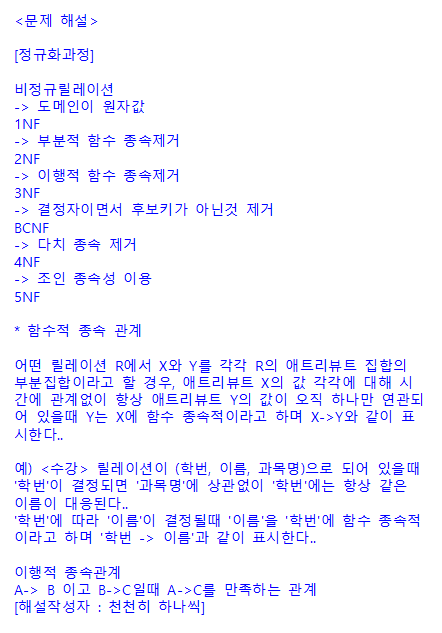 <문제 해설>
[정규화과정]
비정규릴레이션
-> 도메인이 원자값
1NF
-> 부분적 함수 종속제거
2NF
-> 이행적 함수 종속제거
3NF
-> 결정자이면서 후보키가 아닌것 제거
BCNF
-> 다치 종속 제거
4NF
-> 조인 종속성 이용
5NF
* 함수적 종속 관계
어떤 릴레이션 R에서 X와 Y를 각각 R의 애트리뷰트 집합의
부분집합이라고 할 경우, 애트리뷰트 X의 값 각각에 대해 시
간에 관계없이 항상 애트리뷰트 Y의 값이 오직 하나만 연관되
어 있을때 Y는 X에 함수 종속적이라고 하며 X->Y와 같이 표
시한다..
예) <수강> 릴레이션이 (학번, 이름, 과목명)으로 되어 있을때
'학번'이 결정되면 '과목명'에 상관없이 '학번'에는 항상 같은
이름이 대응된다..
'학번'에 따라 '이름'이 결정될때 '이름'을 '학번'에 함수 종속적
이라고 하며 '학번 -> 이름'과 같이 표시한다..
이행적 종속관계
A-> B 이고 B->C일때 A->C를 만족하는 관계
[해설작성자 : 천천히 하나씩]